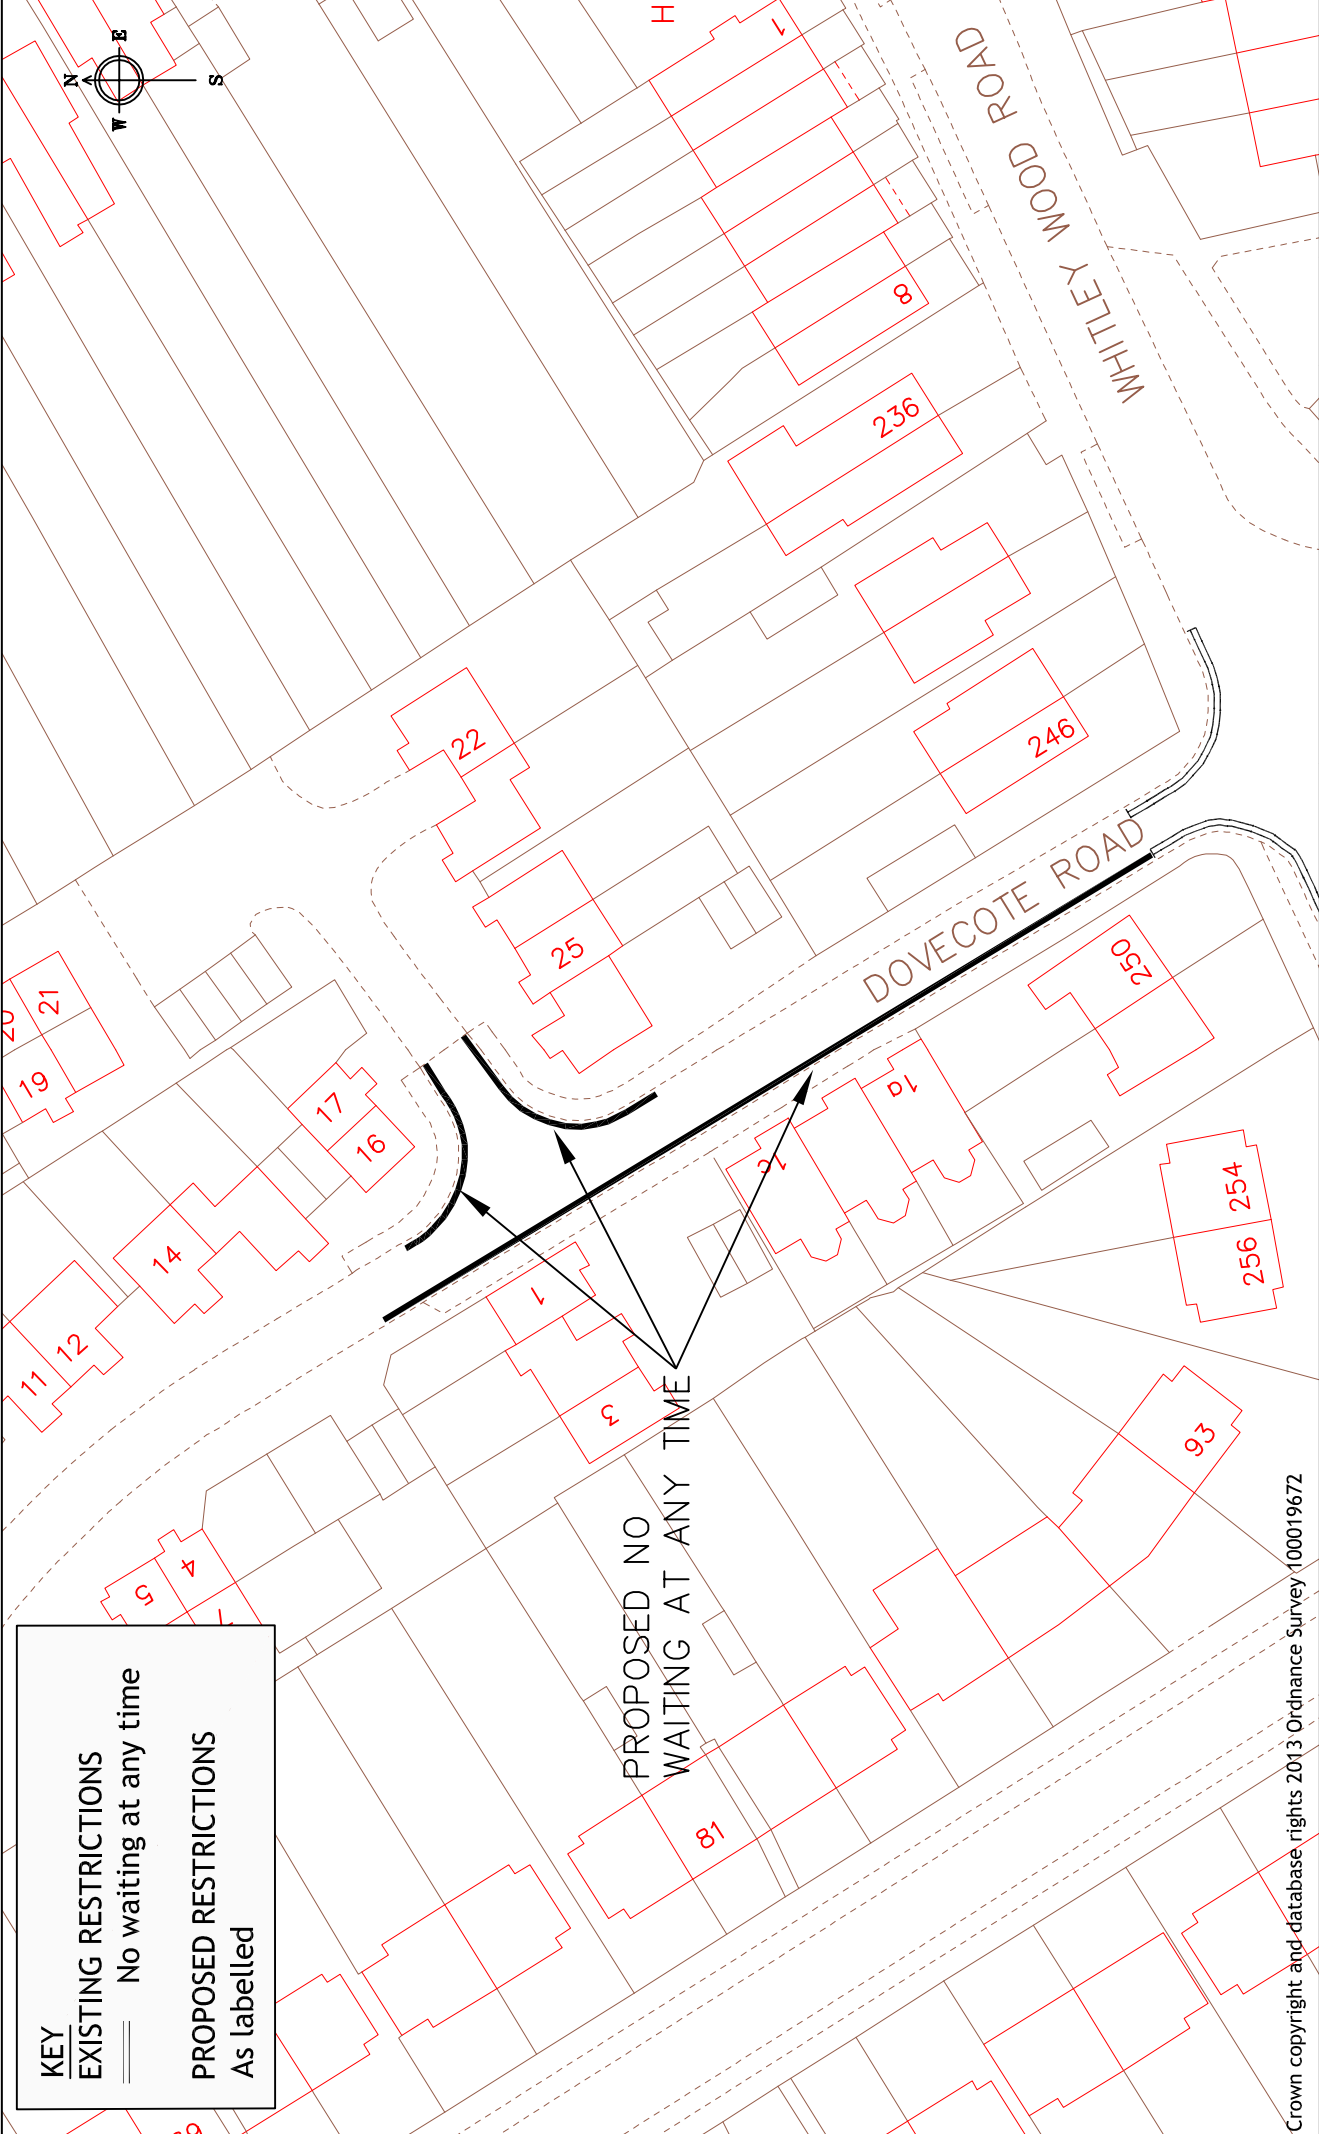 KEY
EXISTING RESTRICTIONS
No waiting at any time
PROPOSED RESTRICTIONS
As labelled
N
E
S
W
PROPOSED NO
WAITING AT ANY TIME
DOVECOTE ROAD
WHITLEY WOOD ROAD
H
1
8
236
246
22
25
21
19
17
16
14
12
11
1
3
4
5
1c
1a
250
254
256
93
81
Crown copyright and database rights 2013 Ordnance Survey 100019672